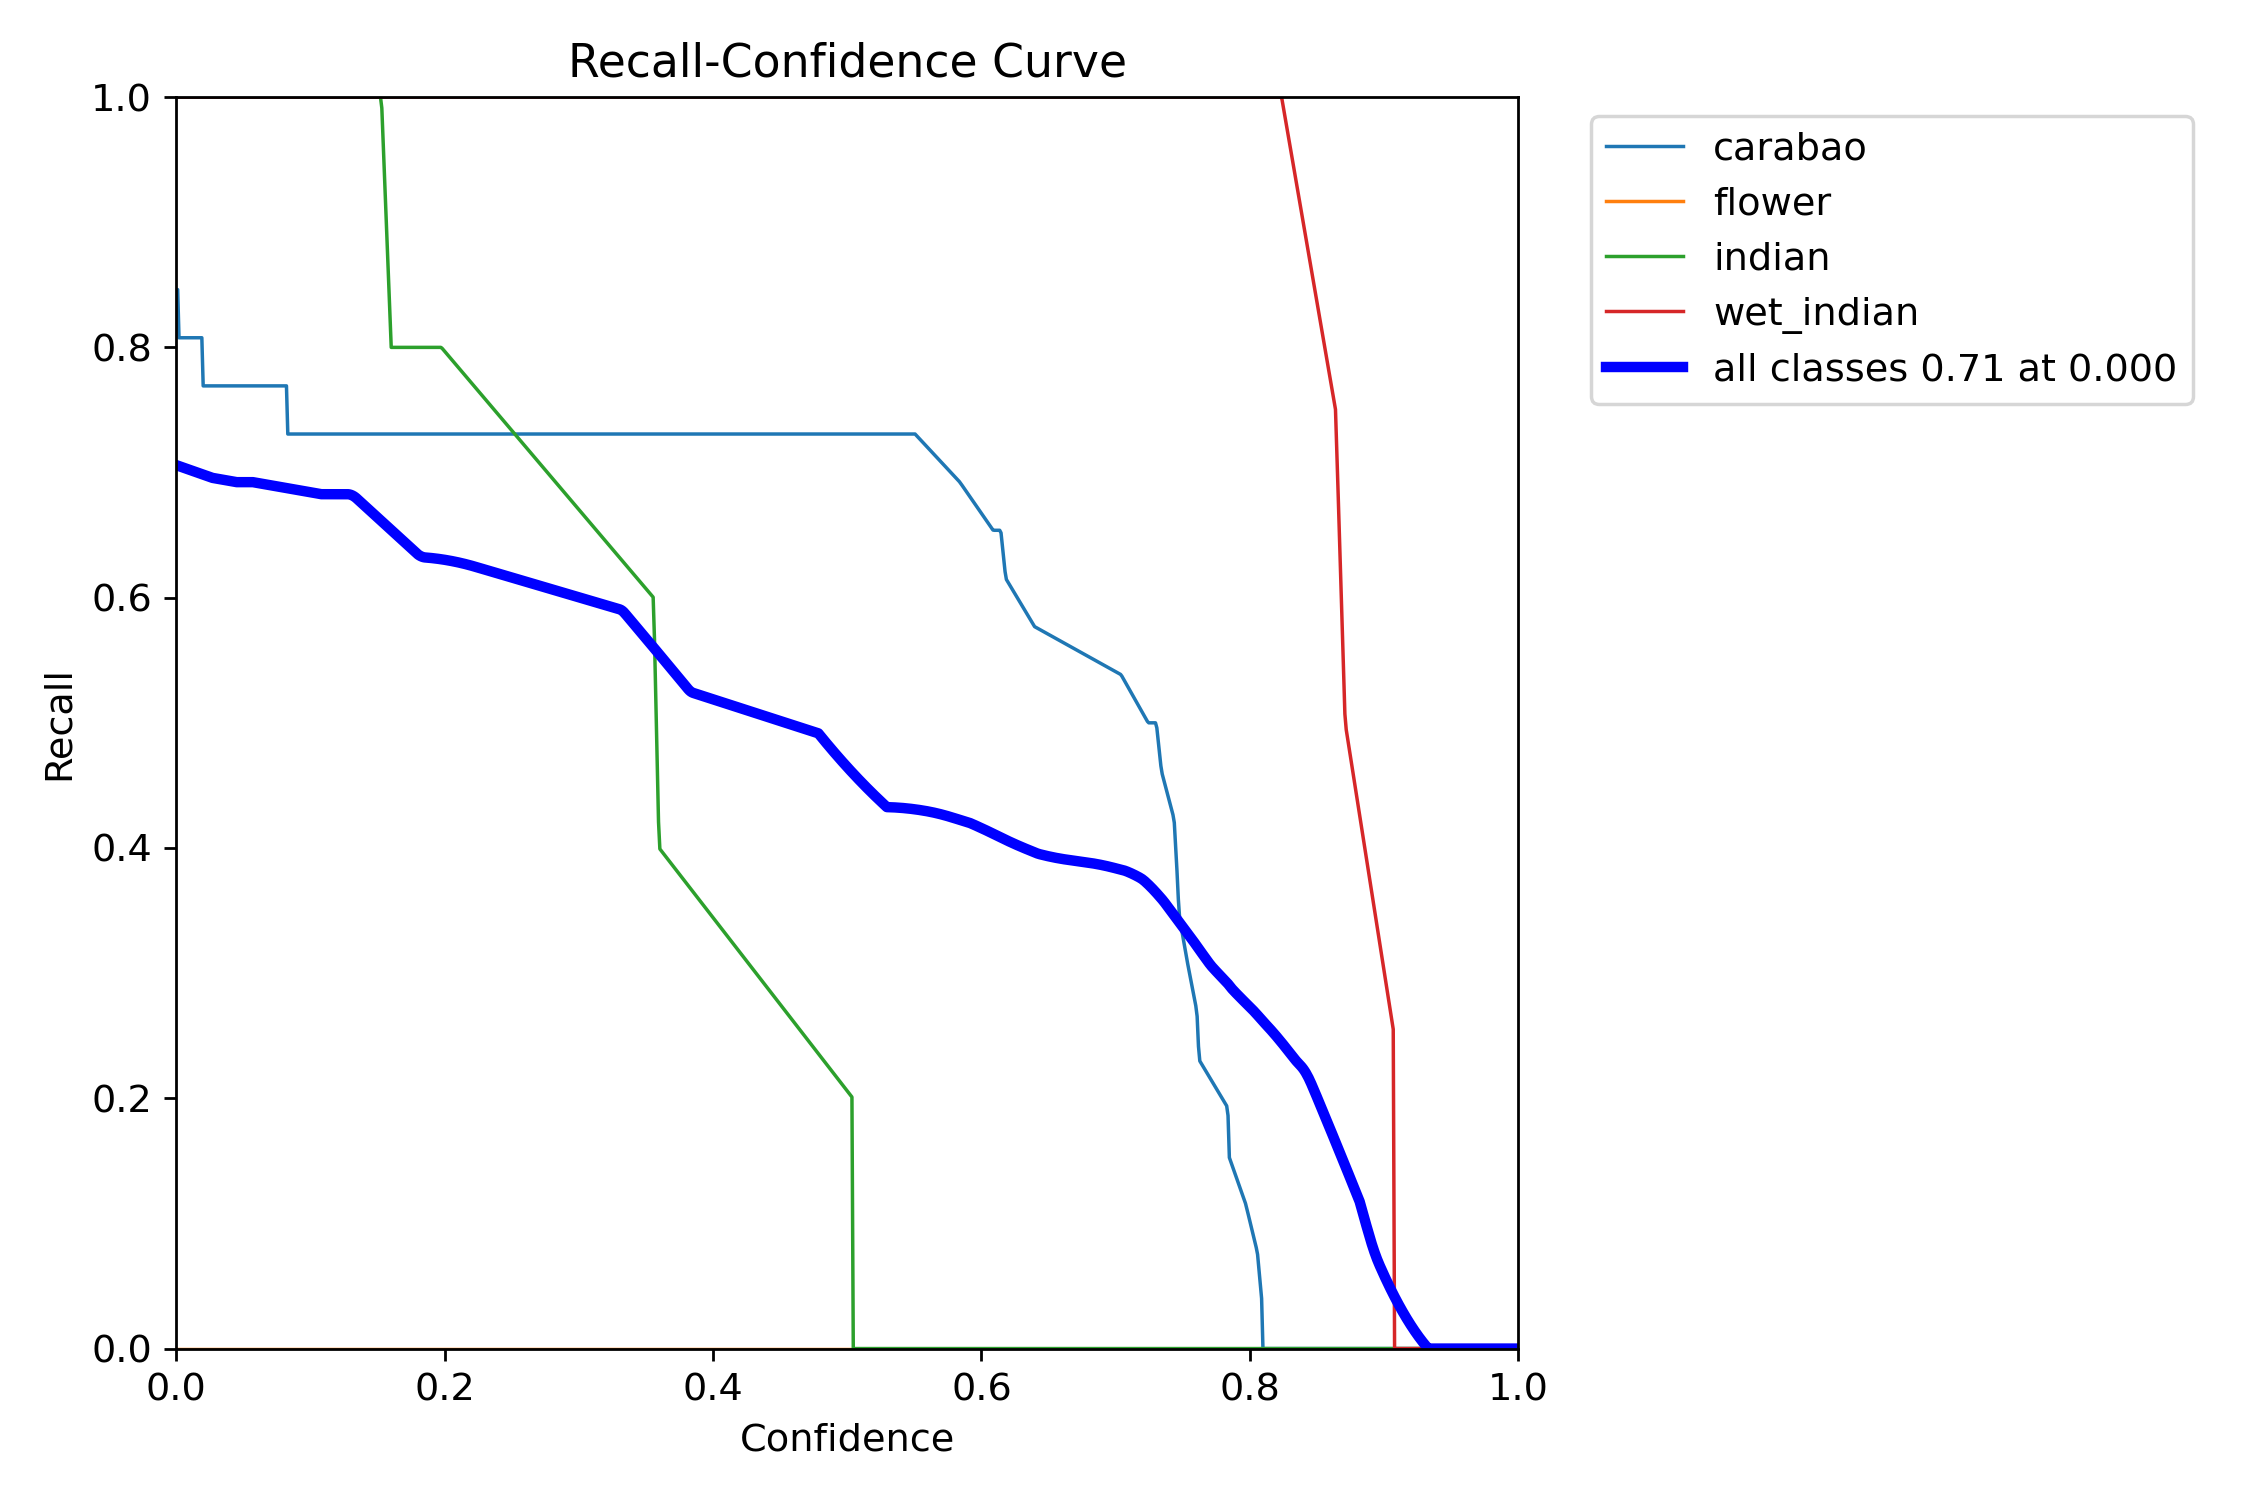 Recall-Confidence Curve
1.0
0.8
0.6
0.4
0.2
0.0
Recall
0.0 0.2 0.4 0.6 0.8 1.0
Confidence
carabao
flower
indian
wet_indian
all classes 0.71 at 0.000